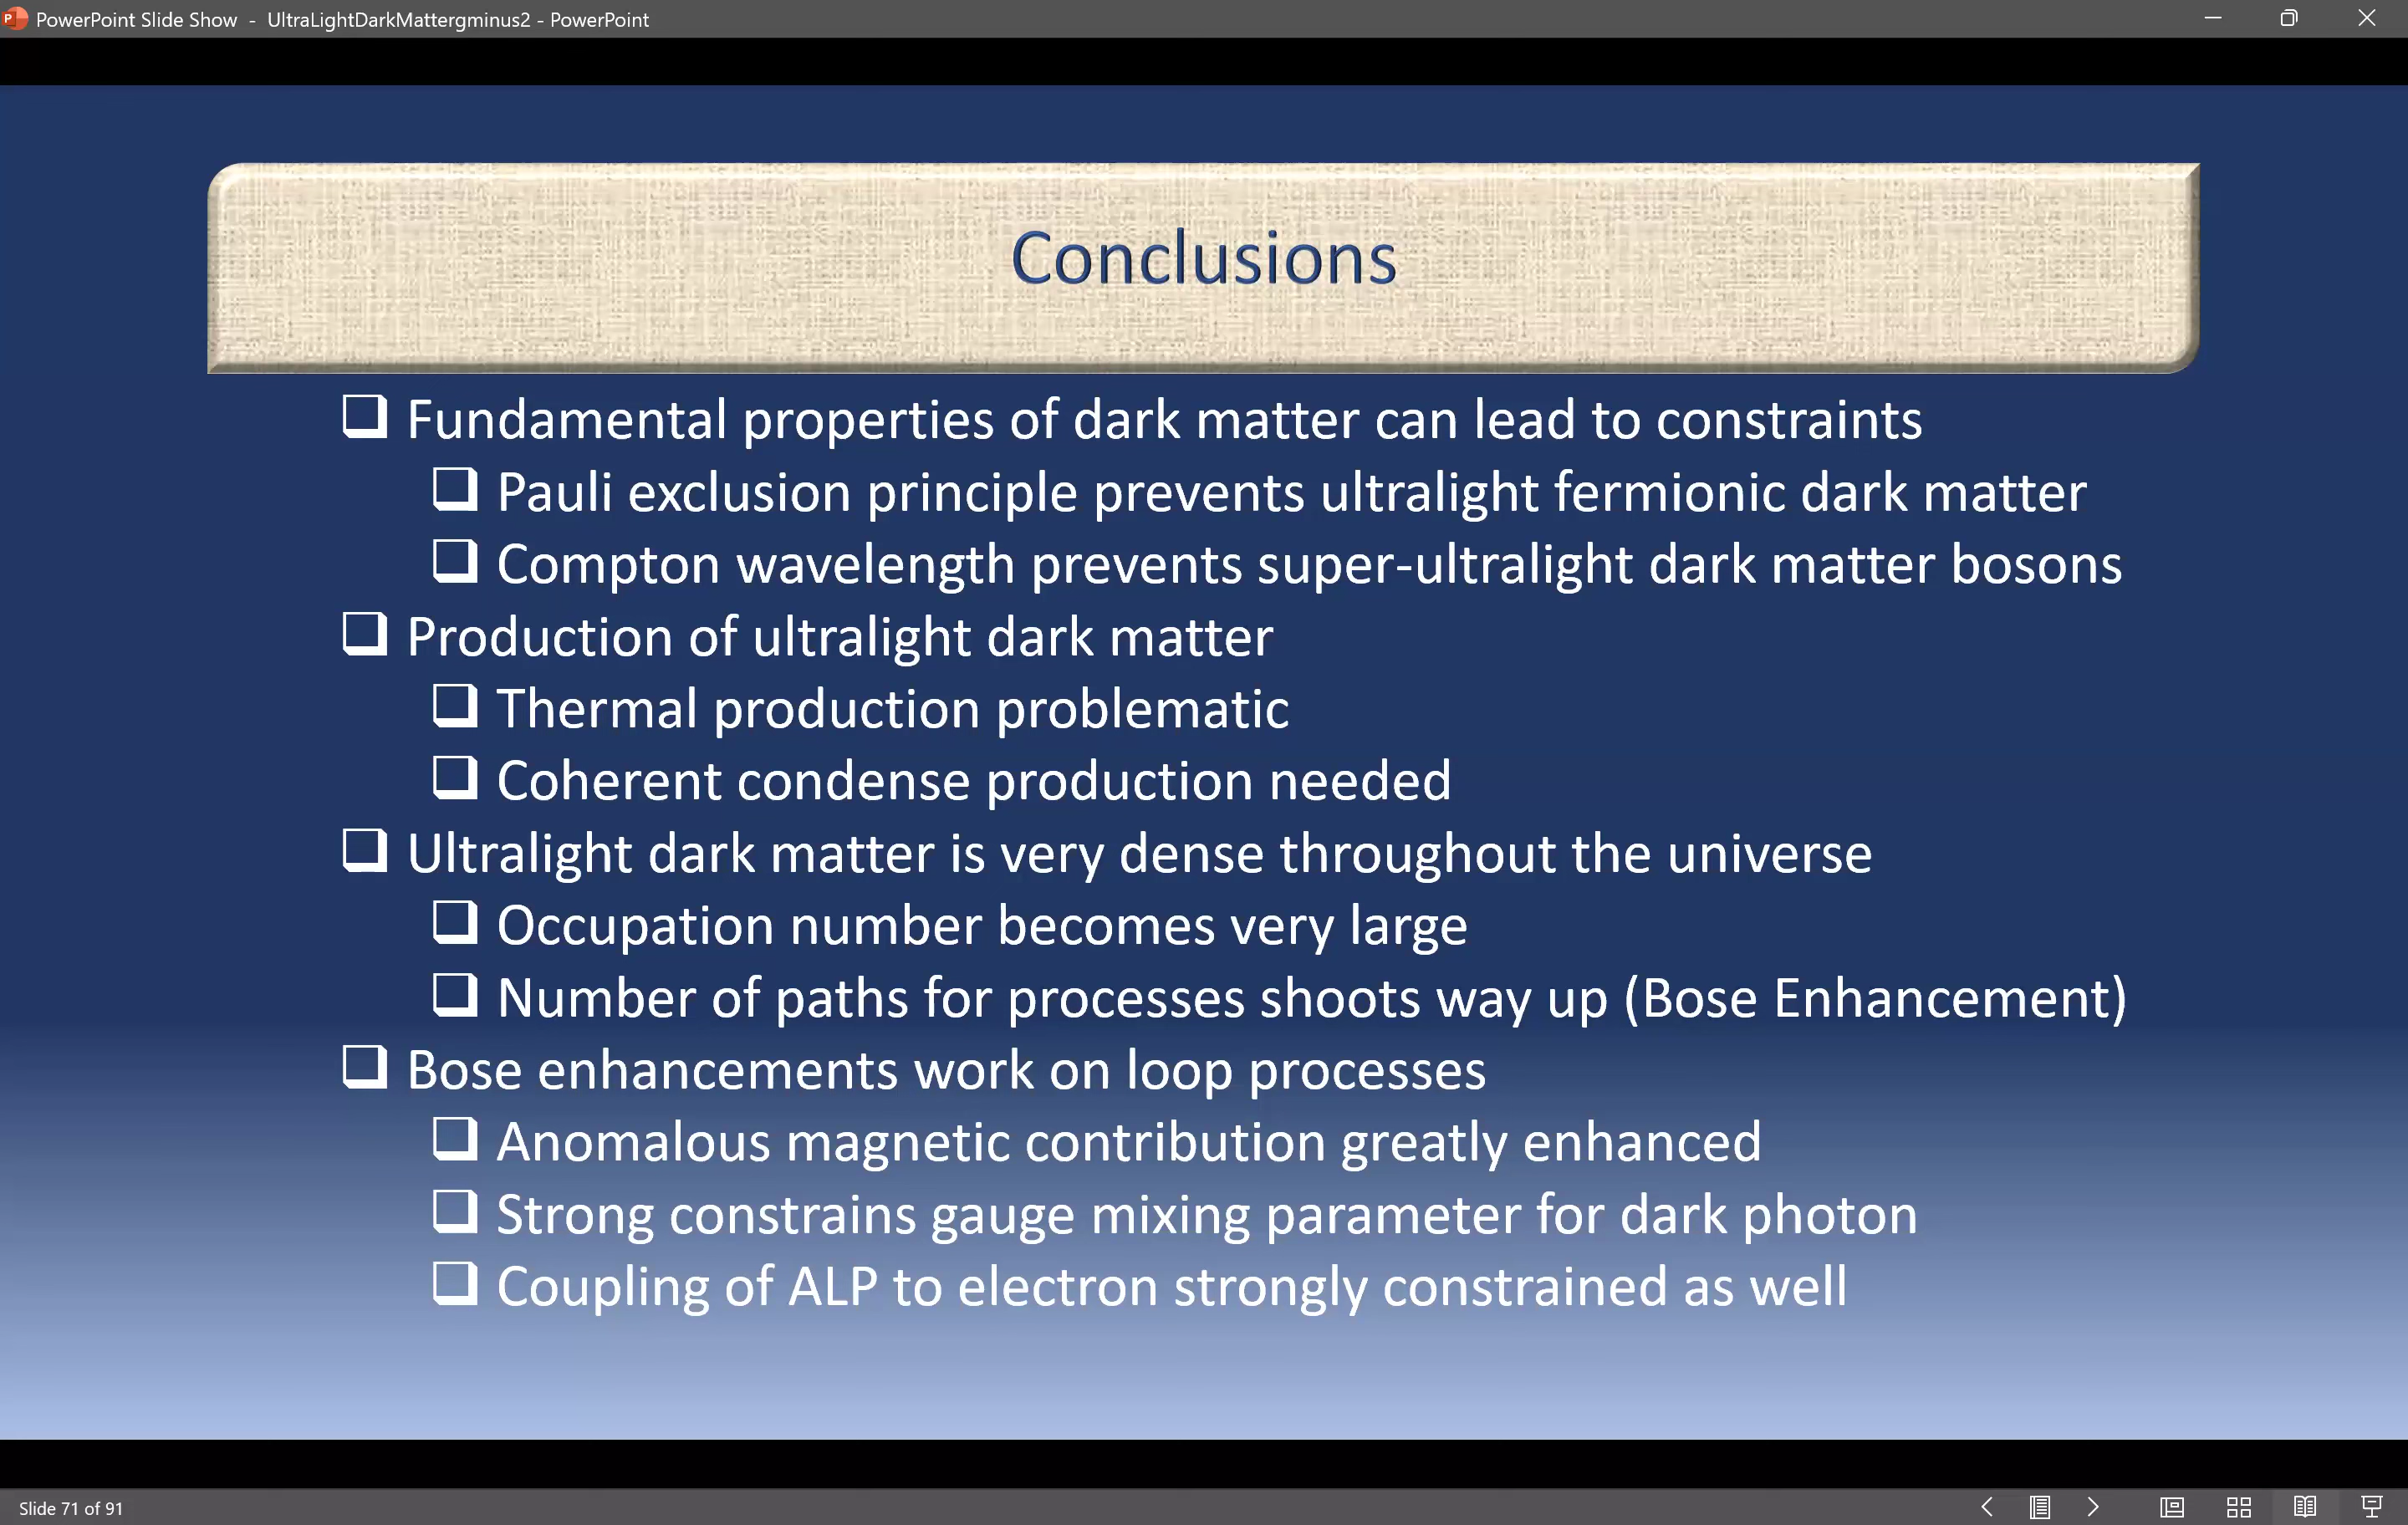 PowerPoint Slide Show - UltraLightDarkMattergminus2 - PowerPoint
Conclusions
Fundamental properties of dark matter can lead to constraints
Pauli exclusion principle prevents ultralight fermionic dark matter
Compton wavelength prevents super-ultralight dark matter bosons
Production of ultralight dark matter
Thermal production problematic
Coherent condense production needed
Ultralight dark matter is very dense throughout the universe
Occupation number becomes very large
Number of paths for processes shoots way up (Bose Enhancement)
Bose enhancements work on loop processes
Anomalous magnetic contribution greatly enhanced
Strong constrains gauge mixing parameter for dark photon
Coupling of ALP to electron strongly constrained as well
Slide 71 of 91